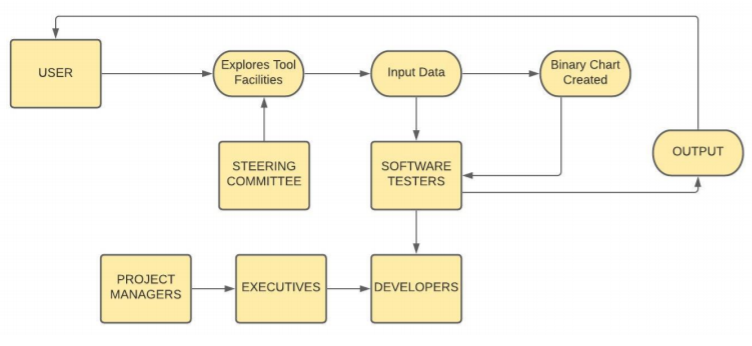 USER
Explores Tool
Facilities
Input Data
Binary Chart
Created
STEERING
COMMITTEE
SOFTWARE
TESTERS
OUTPUT
PROJECT
MANAGERS
EXECUTIVES
DEVELOPERS